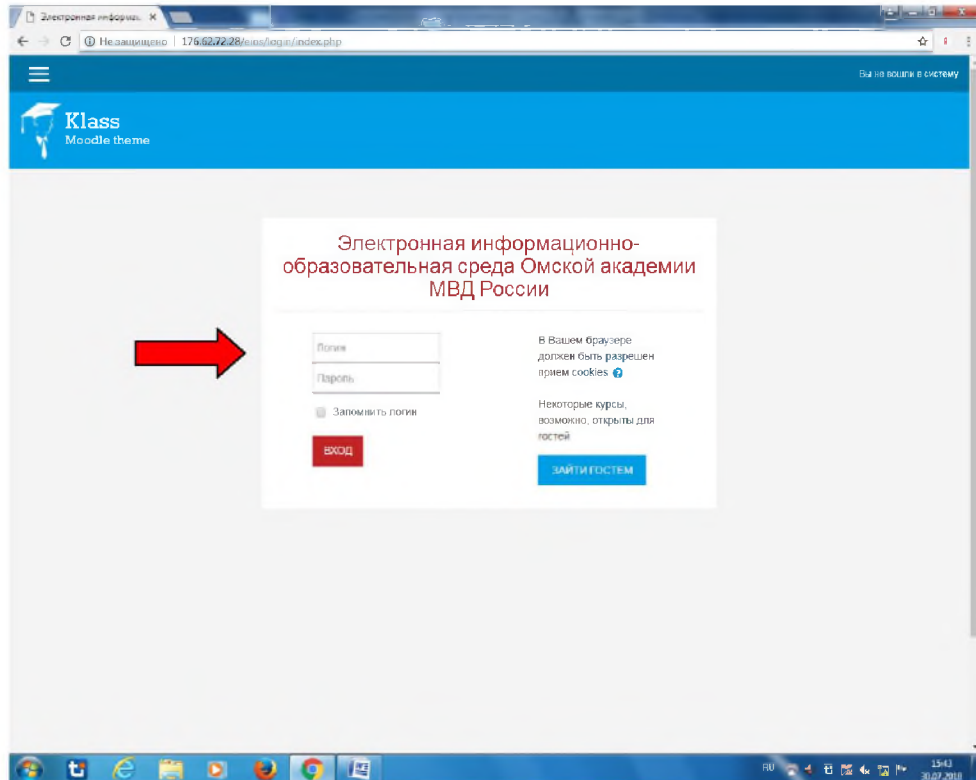 Электронная информац.
Не защищено | 176.62.72.28/eios/login/index.php
Вы не вошли в систему
Klass
Moodle theme
Электронная информационно-
образовательная среда Омской академии
МВД России
Логин
Пароль
Запомнить логин
ВХОД
В Вашем браузере
должен быть разрешен
прием cookies
Некоторые курсы,
возможно, открыты для
гостей
ЗАЙТИ ГОСТЕМ
RU
15:43
30.07.2018